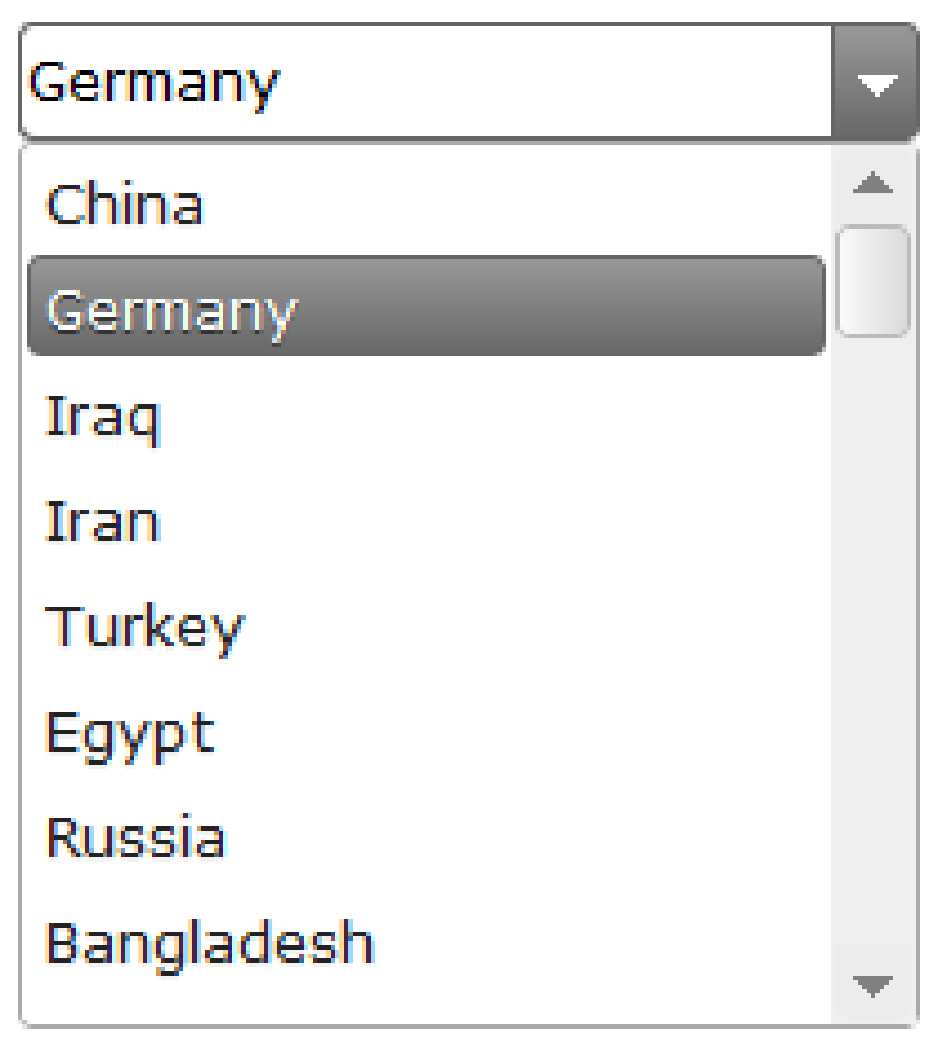 Germany
China
Germany
Iraq
Iran
Turkey
Egypt
Russia
Bangladesh